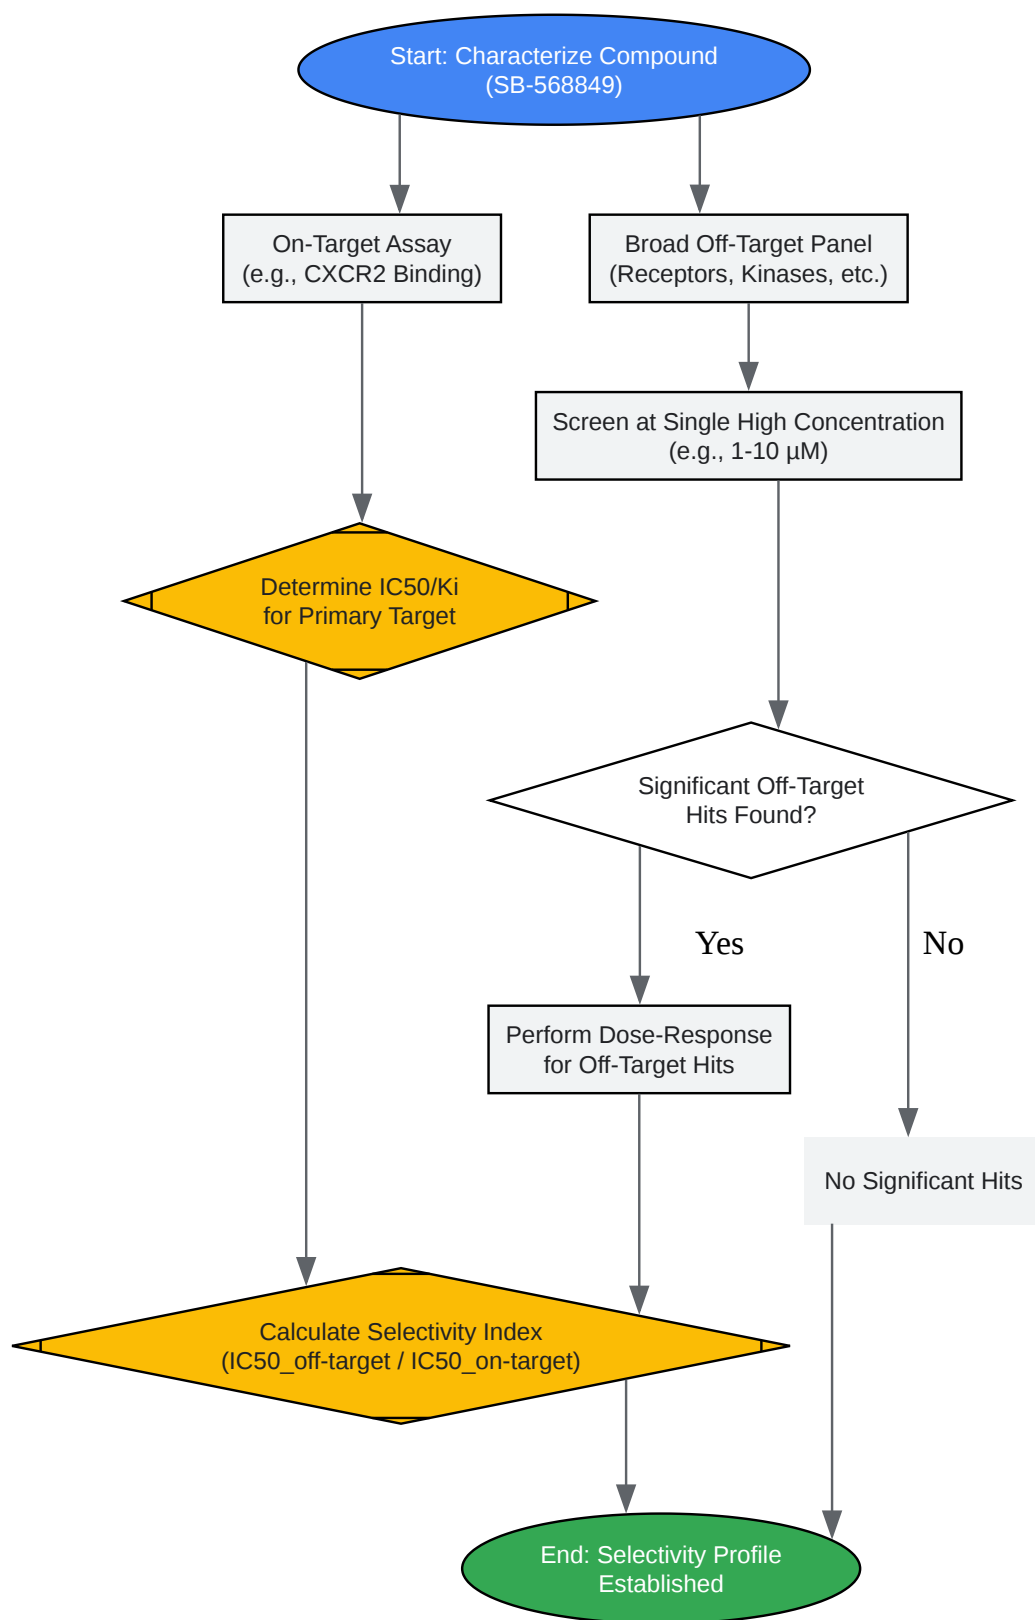 Start: Characterize Compound
(SB-568849)
On-Target Assay
(e.g., CXCR2 Binding)
Broad Off-Target Panel
(Receptors, Kinases, etc.)
Screen at Single High Concentration
(e.g., 1-10 µM)
Determine IC50/Ki
for Primary Target
Significant Off-Target
Hits Found?
Yes
No
Perform Dose-Response
for Off-Target Hits
No Significant Hits
Calculate Selectivity Index
(IC50_off-target / IC50_on-target)
End: Selectivity Profile
Established